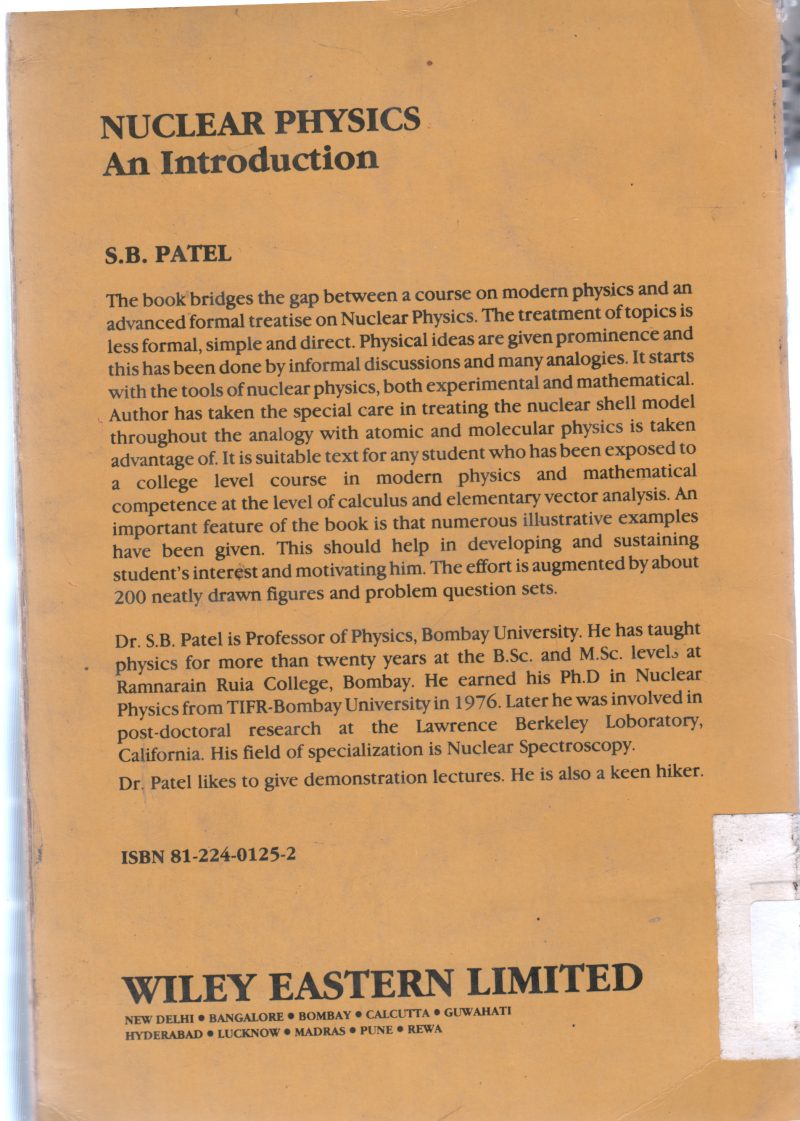 NUCLEAR PHYSICS
An Introduction
S.B. PATEL
The book bridges the gap between a course on modern physics and an
advanced formal treatise on Nuclear Physics. The treatment of topics is
less formal, simple and direct. Physical ideas are given prominence and
this has been done by informal discussions and many analogies. It starts
with the tools of nuclear physics, both experimental and mathematical.
Author has taken the special care in treating the nuclear shell model
throughout the analogy with atomic and molecular physics is taken
advantage of. It is suitable text for any student who has been exposed to
a college level course in modern physics and mathematical
competence at the level of calculus and elementary vector analysis. An
important feature of the book is that numerous illustrative examples
have been given. This should help in developing and sustaining
student's interest and motivating him. The effort is augmented by about
200 neatly drawn figures and problem question sets.
Dr. S.B. Patel is Professor of Physics, Bombay University. He has taught
physics for more than twenty years at the B.Sc. and M.Sc. levels at
Ramnarain Ruia College, Bombay. He earned his Ph.D in Nuclear
Physics from TIFR-Bombay University in 1976. Later he was involved in
post-doctoral research at the Lawrence Berkeley Loboratory,
California. His field of specialization is Nuclear Spectroscopy.
Dr. Patel likes to give demonstration lectures. He is also a keen hiker.
ISBN 81-224-0125-2
WILEY EASTERN LIMITED
NEW DELHI • BANGALORE • BOMBAY • CALCUTTA • GUWAHATI
HYDERABAD • LUCKNOW • MADRAS • PUNE • REWA